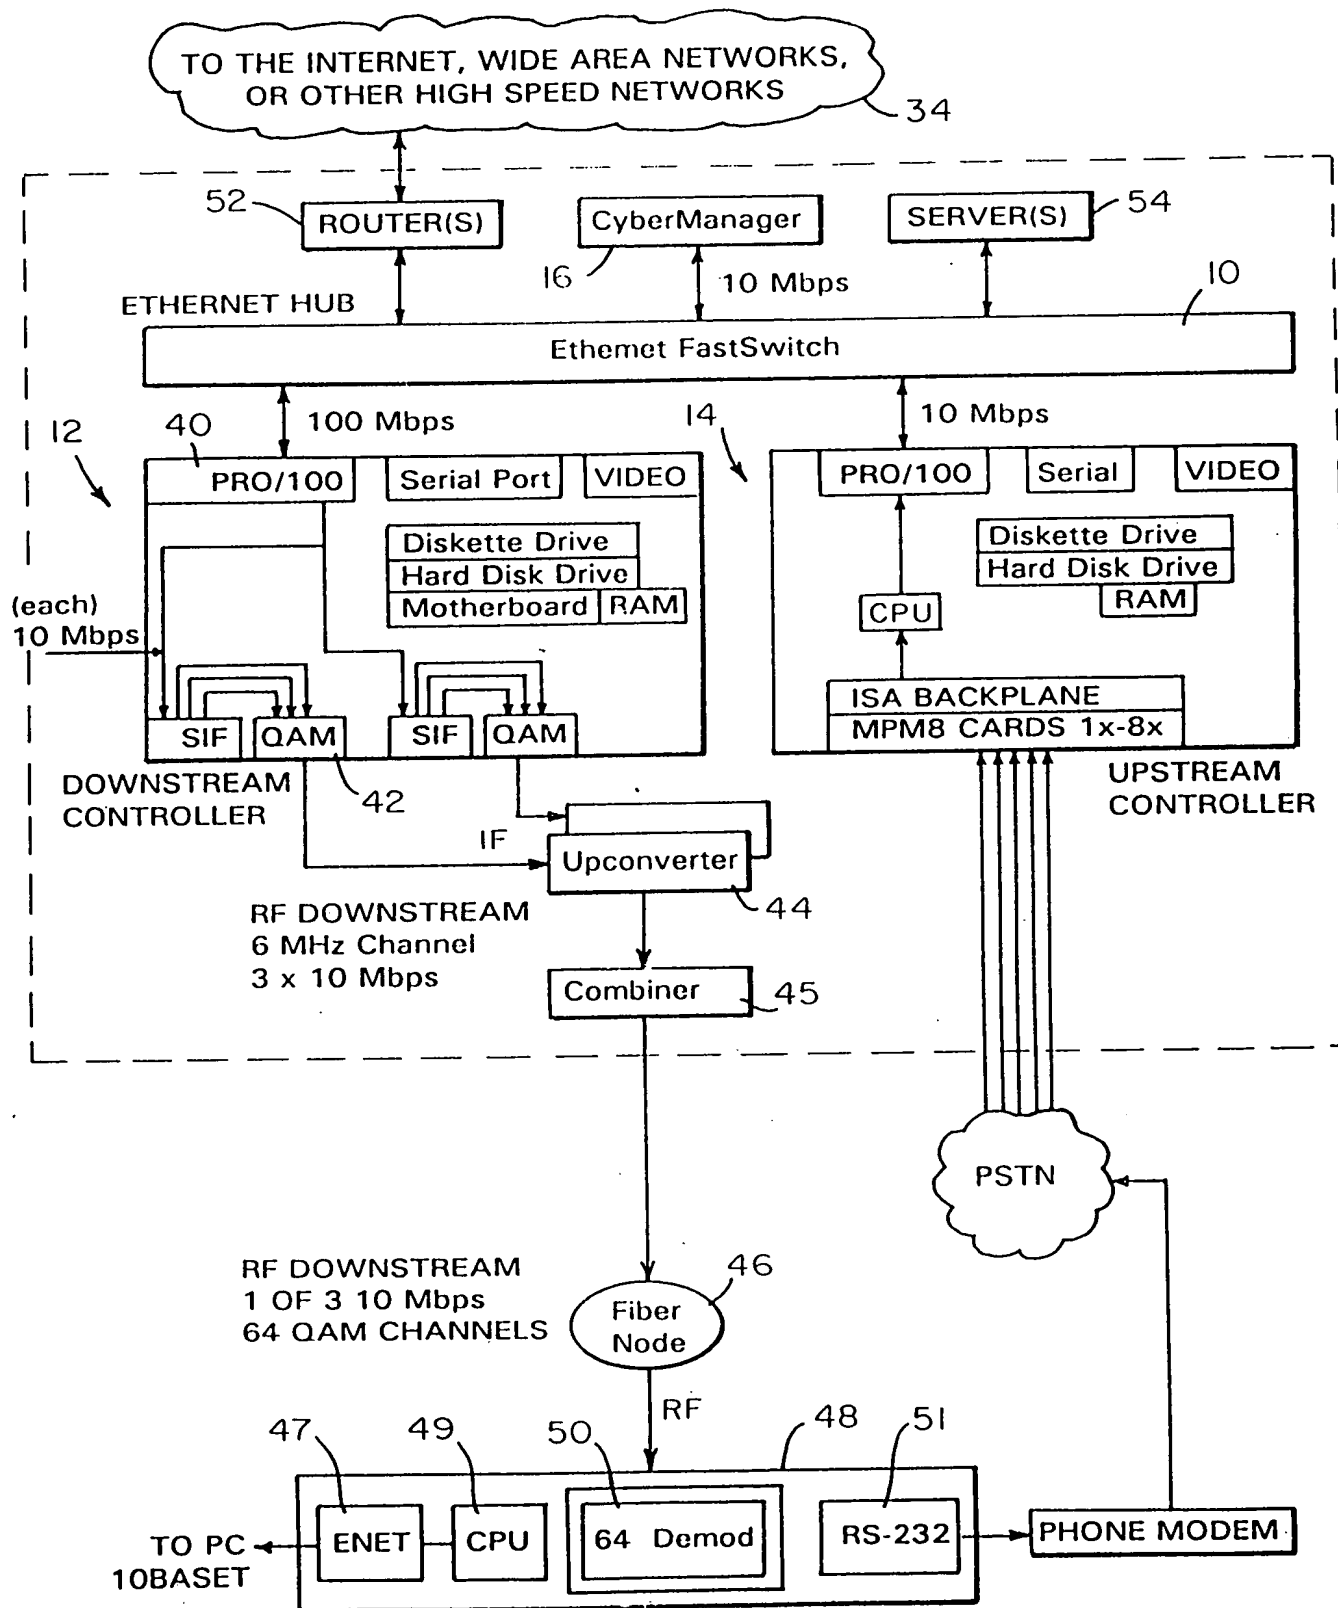 TO THE INTERNET, WIDE AREA NETWORKS,
OR OTHER HIGH SPEED NETWORKS
34
52
ROUTER(S)
CyberManager
SERVER(S)
54
16
10 Mbps
10
ETHERNET HUB
Ethemet FastSwitch
12
40
100 Mbps
14
10 Mbps
PRO/100
Serial Port
VIDEO
PRO/100
Serial
VIDEO
Diskette Drive
Hard Disk Drive
Motherboard
RAM
Diskette Drive
Hard Disk Drive
RAM
CPU
(each)
10 Mbps
ISA BACKPLANE
MPM8 CARDS 1x-8x
SIF
QAM
SIF
QAM
DOWNSTREAM
CONTROLLER
42
UPSTREAM
CONTROLLER
IF
Upconverter
44
RF DOWNSTREAM
6 MHz Channel
3 x 10 Mbps
Combiner
45
PSTN
RF DOWNSTREAM
1 OF 3 10 Mbps
64 QAM CHANNELS
46
Fiber
Node
RF
47
49
50
48
51
TO PC
10BASET
ENET
CPU
64 Demod
RS-232
PHONE MODEM